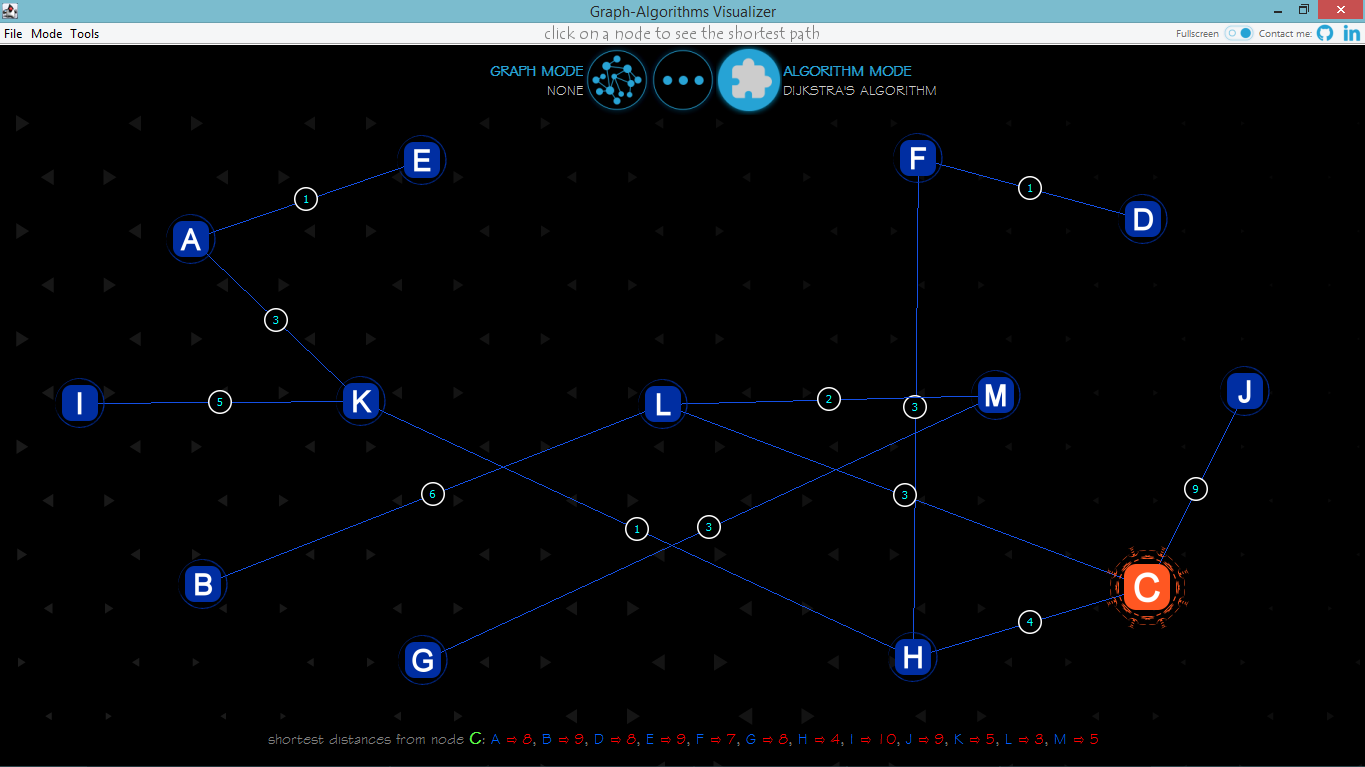 Graph-Algorithms Visualizer
File Mode Tools
click on a node to see the shortest path
Fullscreen
Contact me:
GRAPH MODE
NONE
ALGORITHM MODE
DIJKSTRA'S ALGORITHM
E
F
1
1
D
A
3
I
5
K
L
2
3
M
J
6
3
9
1
3
B
C
4
G
H
shortest distances from node C: A ⇒ 8, B ⇒ 9, D ⇒ 8, E ⇒ 9, F ⇒ 7, G ⇒ 8, H ⇒ 4, I ⇒ 10, J ⇒ 9, K ⇒ 5, L ⇒ 3, M ⇒ 5